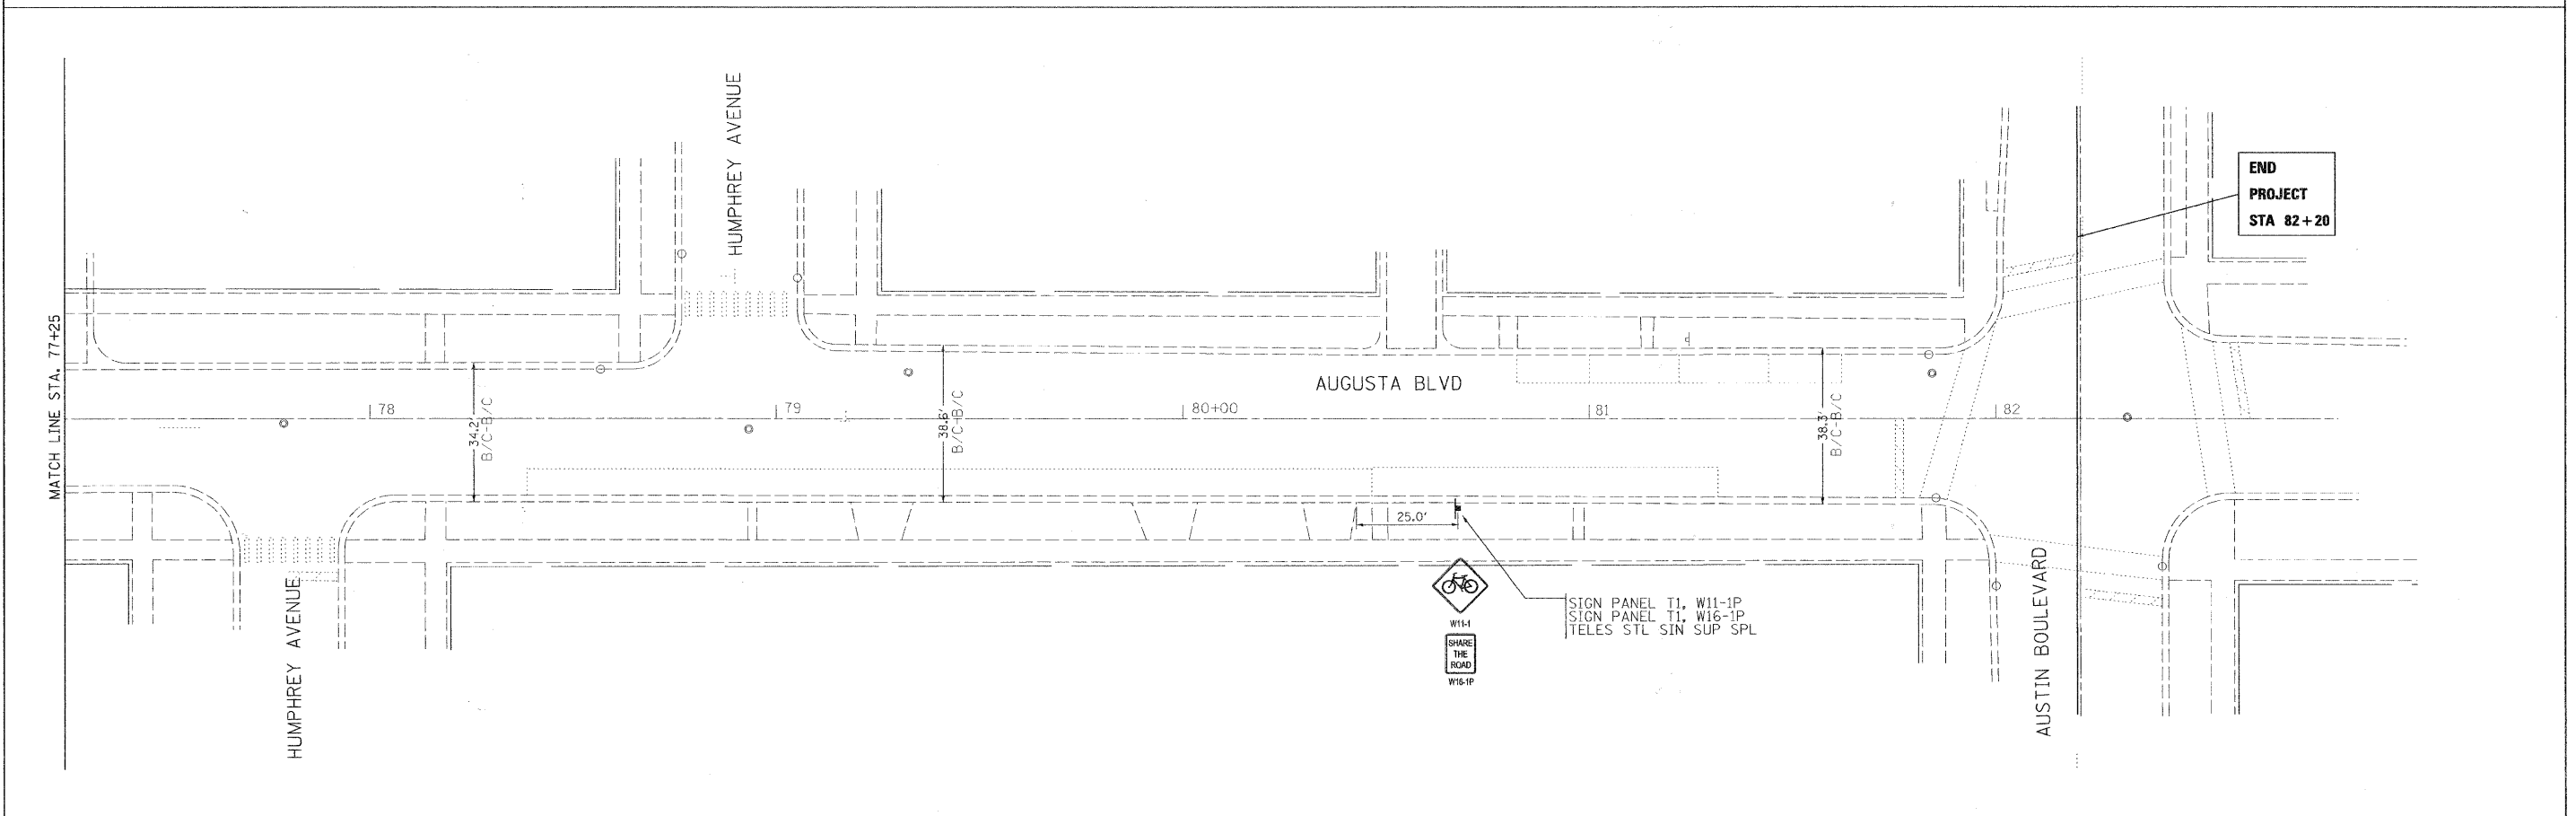 MATCH LINE STA. 77+25
HUMPHREY AVENUE
HUMPHREY AVENUE
AUGUSTA BLVD
AUSTIN BOULEVARD
END
PROJECT
STA 82+20
78
79
80+00
81
82
34.2'
B/C-B/C
38.6'
B/C-B/C
38.3'
B/C-B/C
25.0'
W11-1
SHARE
THE
ROAD
W16-1P
SIGN PANEL T1, W11-1P
SIGN PANEL T1, W16-1P
TELES STL SIN SUP SPL